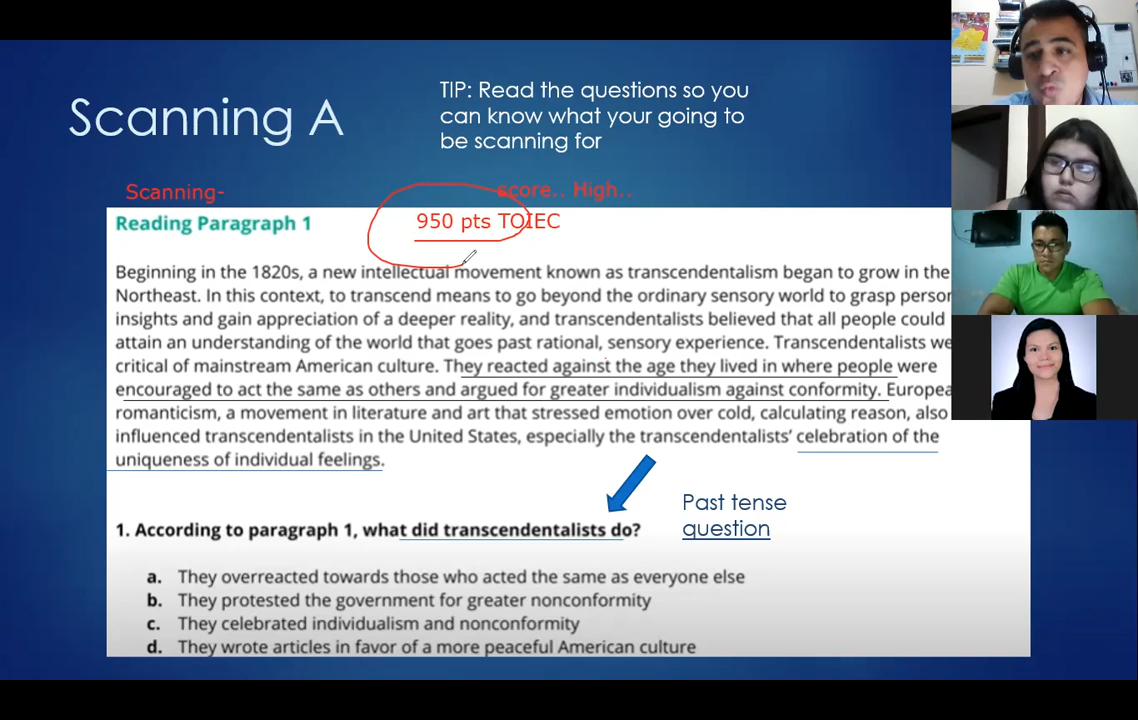 Scanning A
TIP: Read the questions so you
can know what your going to
be scanning for
Scanning-
score.. High..
Reading Paragraph 1
950 pts TOIEC
Beginning in the 1820s, a new intellectual movement known as transcendentalism began to grow in the
Northeast. In this context, to transcend means to go beyond the ordinary sensory world to grasp person
insights and gain appreciation of a deeper reality, and transcendentalists believed that all people could
attain an understanding of the world that goes past rational, sensory experience. Transcendentalists we
critical of mainstream American culture. They reacted against the age they lived in where people were
encouraged to act the same as others and argued for greater individualism against conformity. Europea
romanticism, a movement in literature and art that stressed emotion over cold, calculating reason, also
influenced transcendentalists in the United States, especially the transcendentalists’ celebration of the
uniqueness of individual feelings.
Past tense
question
1. According to paragraph 1, what did transcendentalists do?
a. They overreacted towards those who acted the same as everyone else
b. They protested the government for greater nonconformity
c. They celebrated individualism and nonconformity
d. They wrote articles in favor of a more peaceful American culture